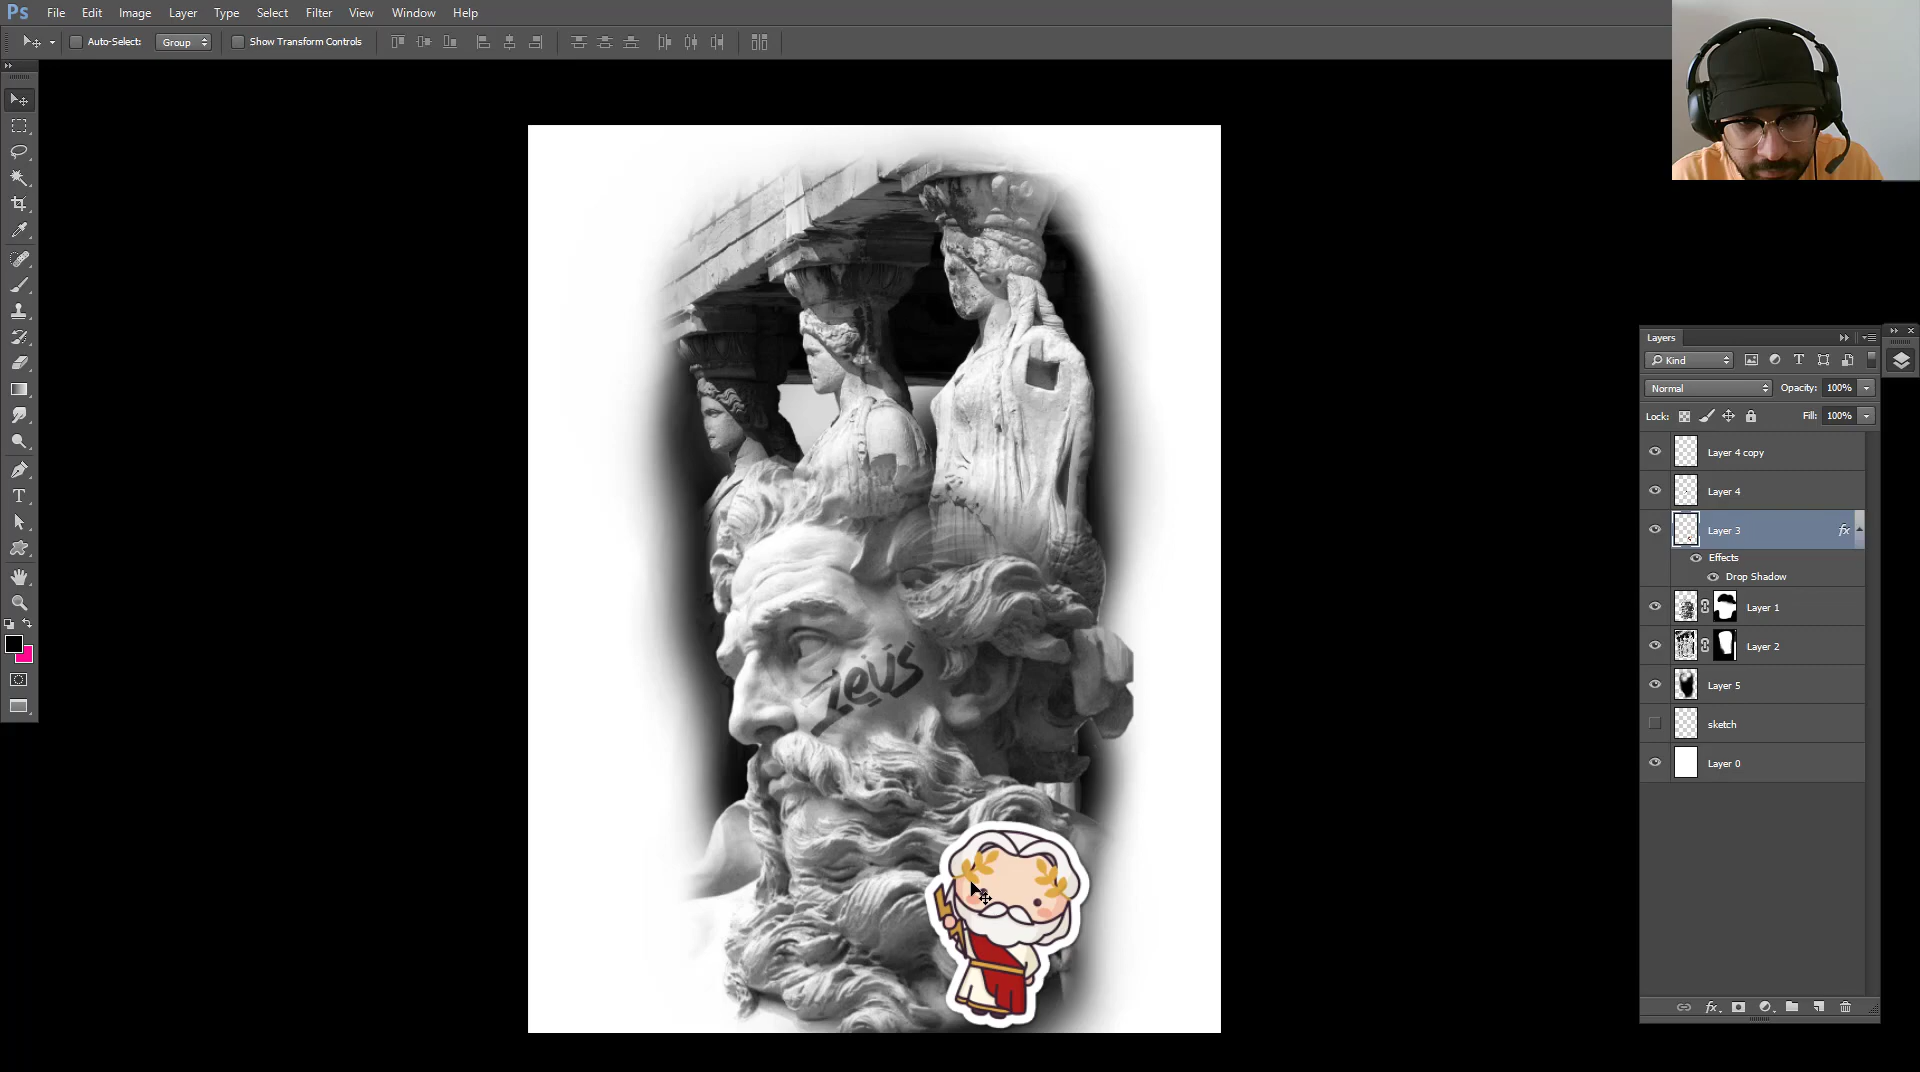 Ps File Edit Image Layer Type Select Filter View Window Help
Auto-Select: Group Show Transform Controls
Layers
Kind
T
Normal Opacity: 100%
Lock: Fill: 100%
Layer 4 copy
Layer 4
Layer 3 fx
Effects
Drop Shadow
Layer 1
Layer 2
Layer 5
sketch
Layer 0
fx
T
Zeus